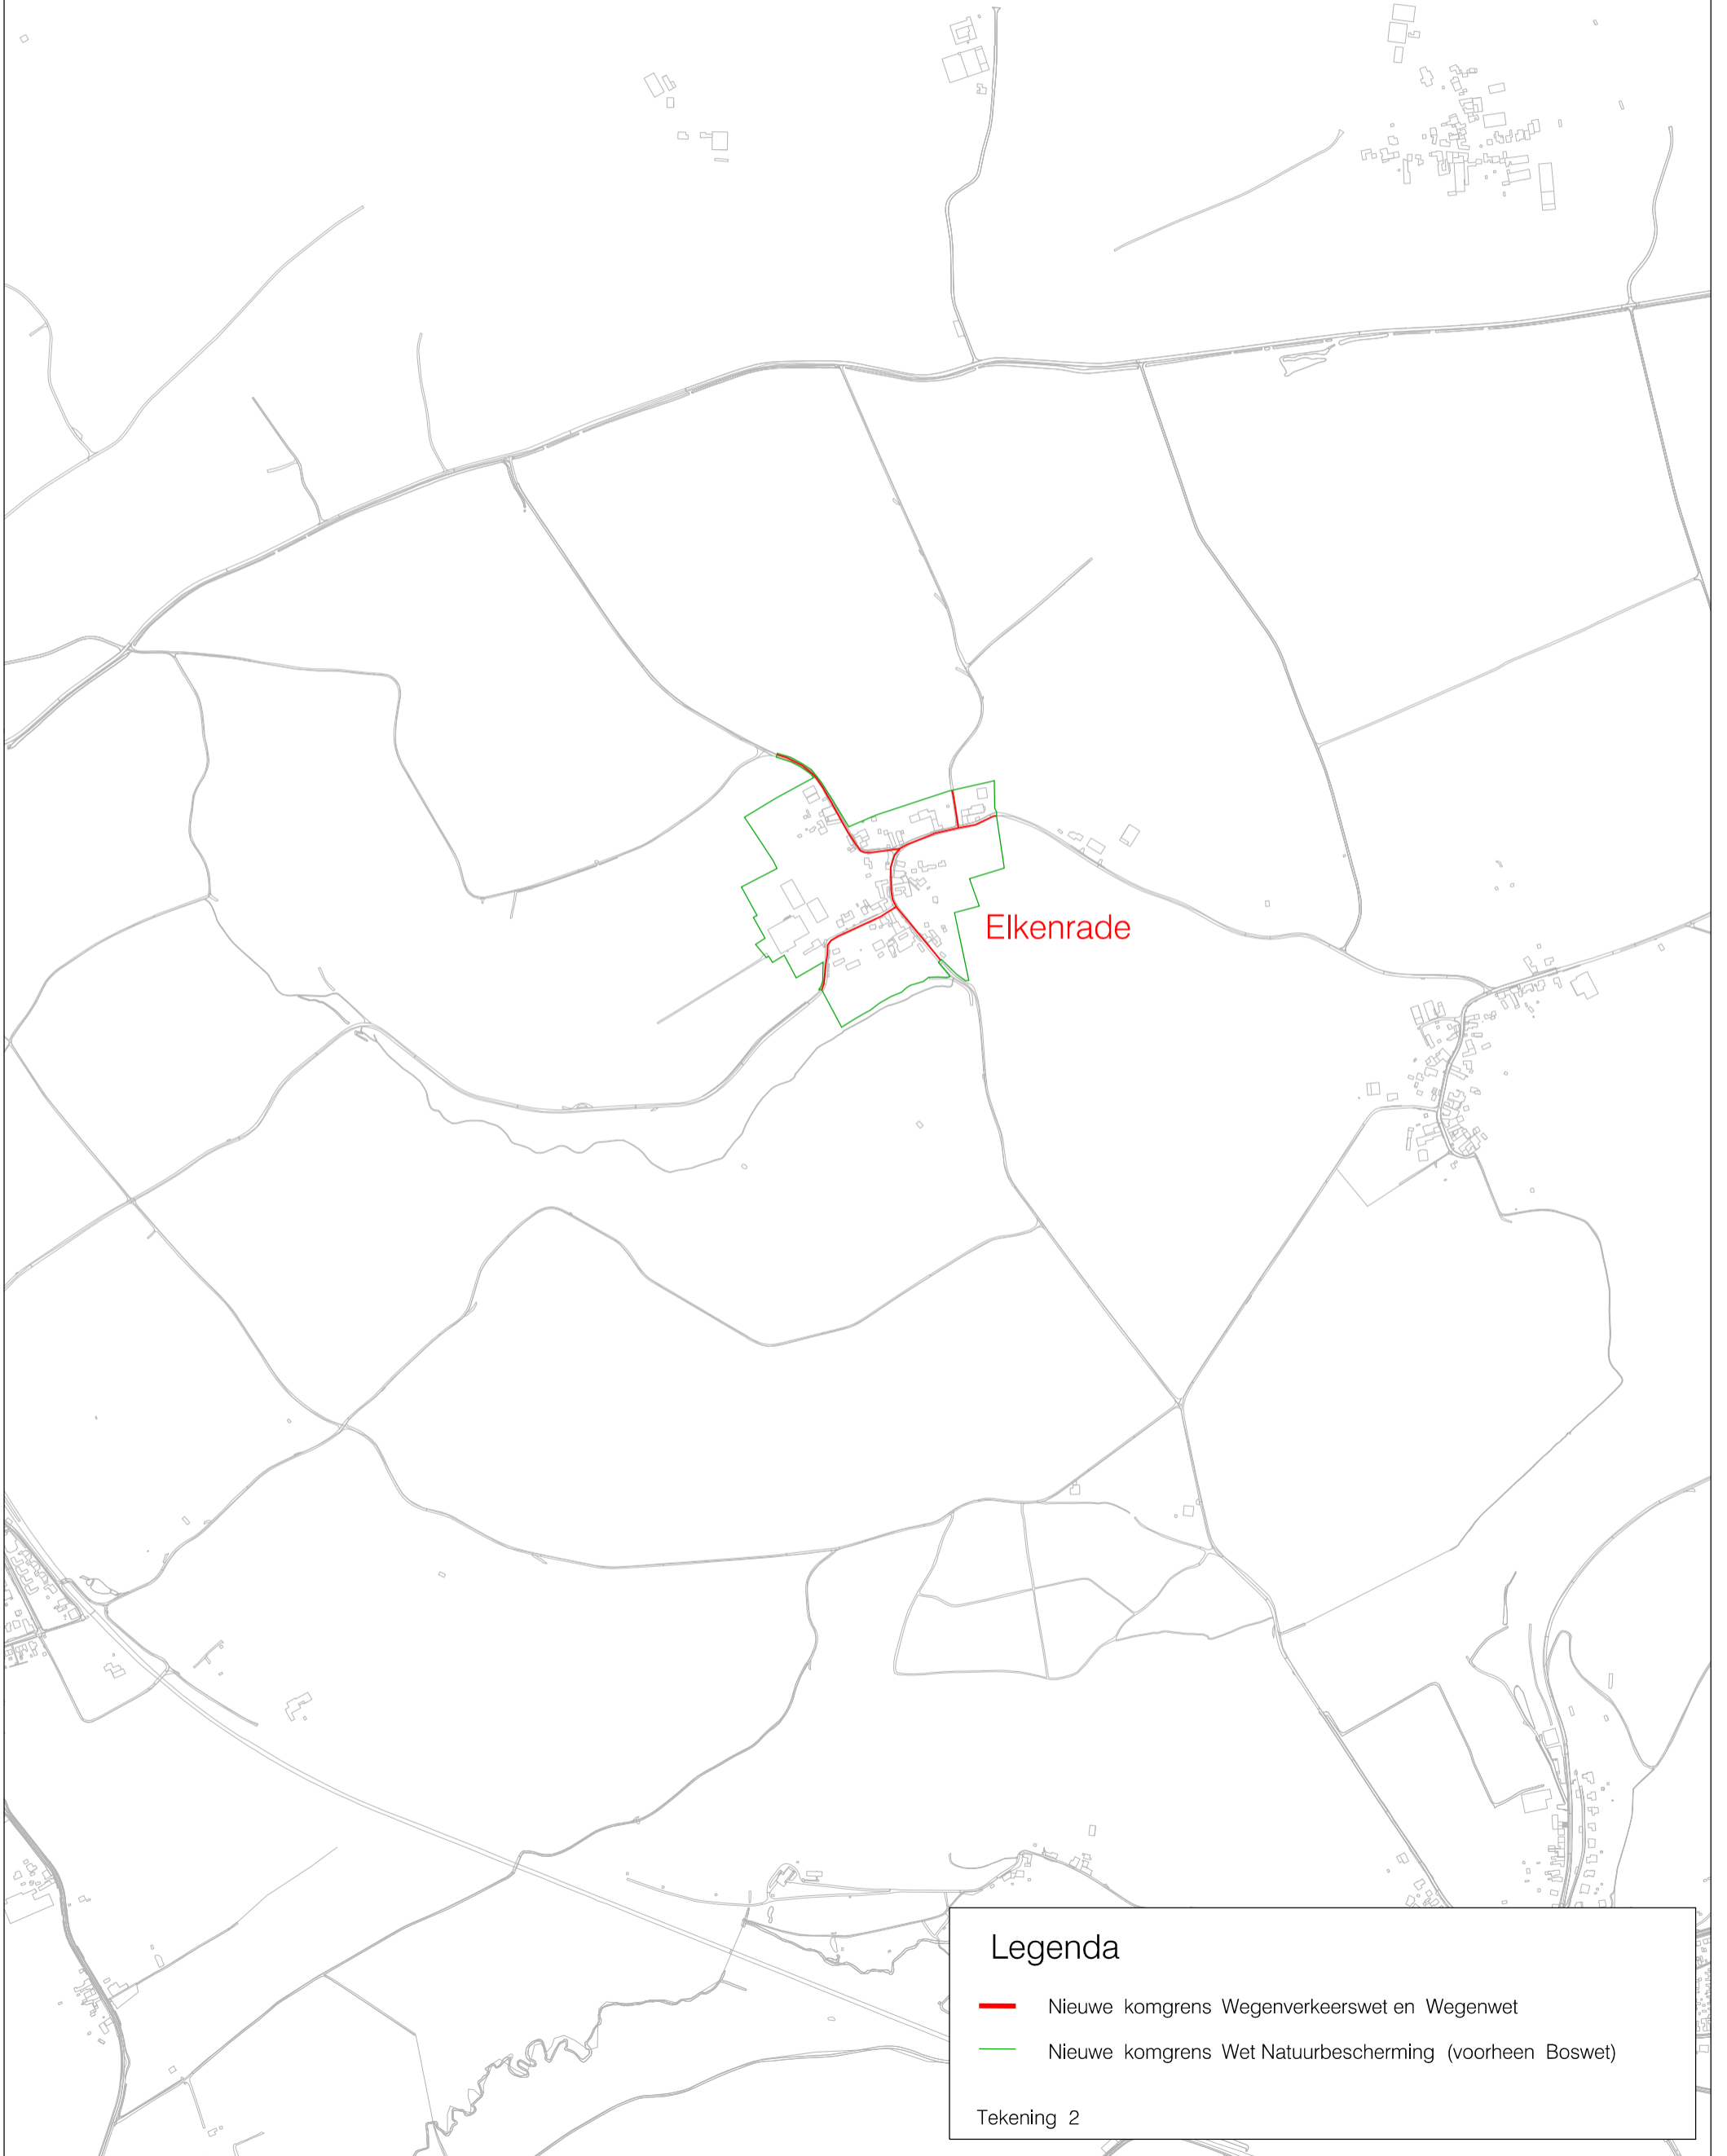 Elkenrade
Legenda
Nieuwe komgrens Wegenverkeerswet en Wegenwet
Nieuwe komgrens Wet Natuurbescherming (voorheen Boswet)
Tekening 2